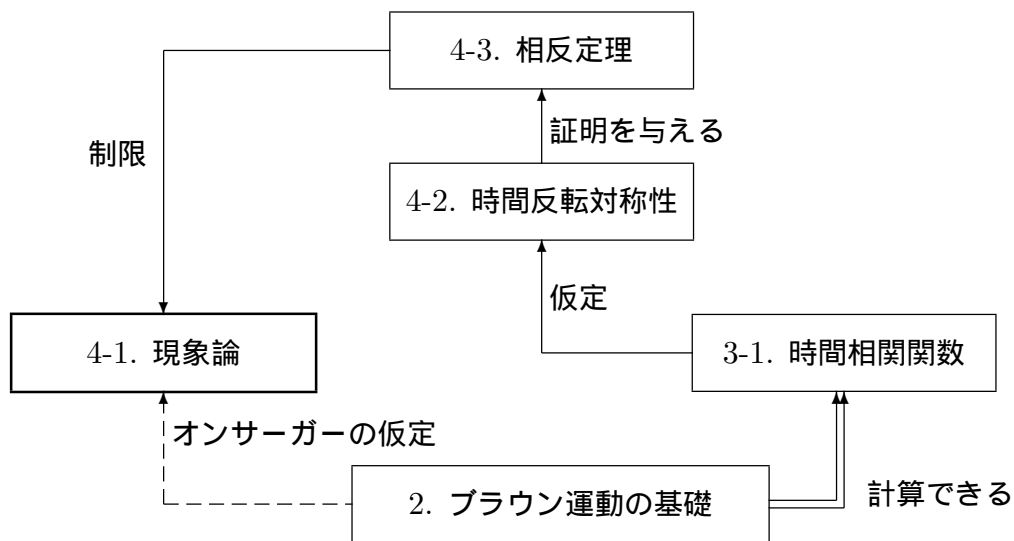 4-3. 相反定理
証明を与える
制限
4-2. 時間反転対称性
仮定
4-1. 現象論
3-1. 時間相関関数
オンサーガーの仮定
2. ブラウン運動の基礎
計算できる